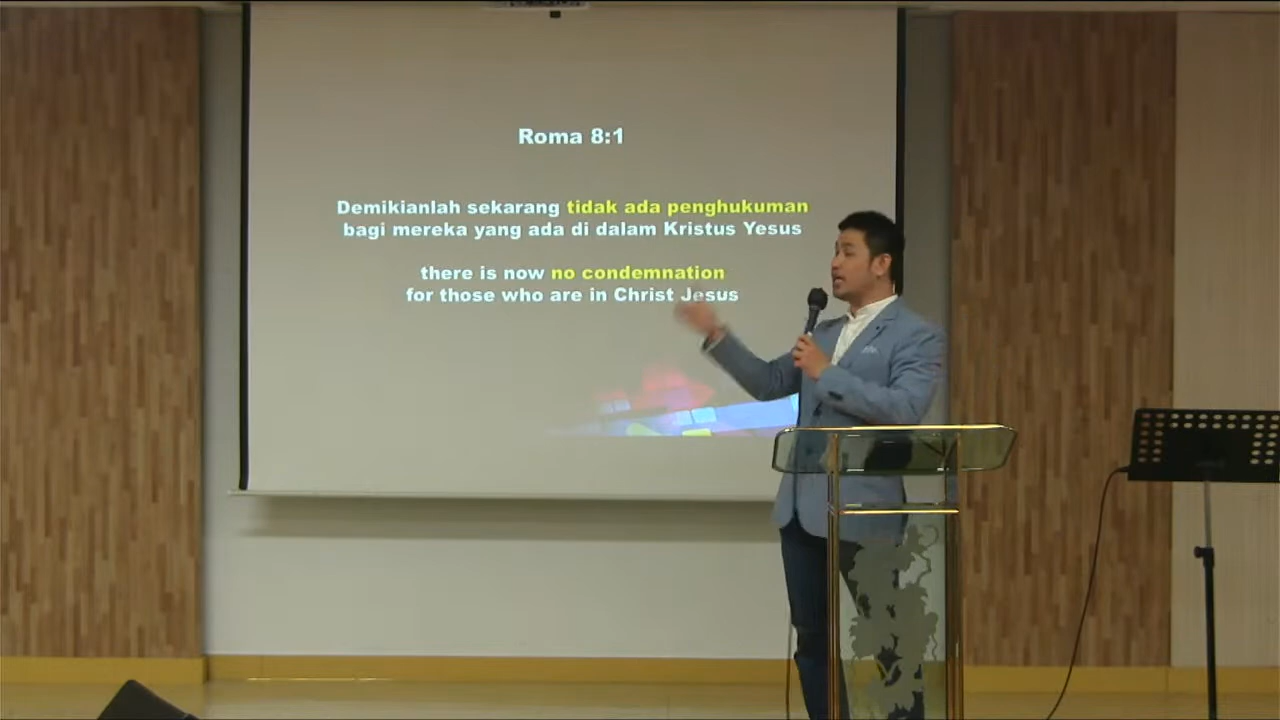 Roma 8:1
Demikianlah sekarang tidak ada penghukuman
bagi mereka yang ada di dalam Kristus Yesus
there is now no condemnation
for those who are in Christ Jesus